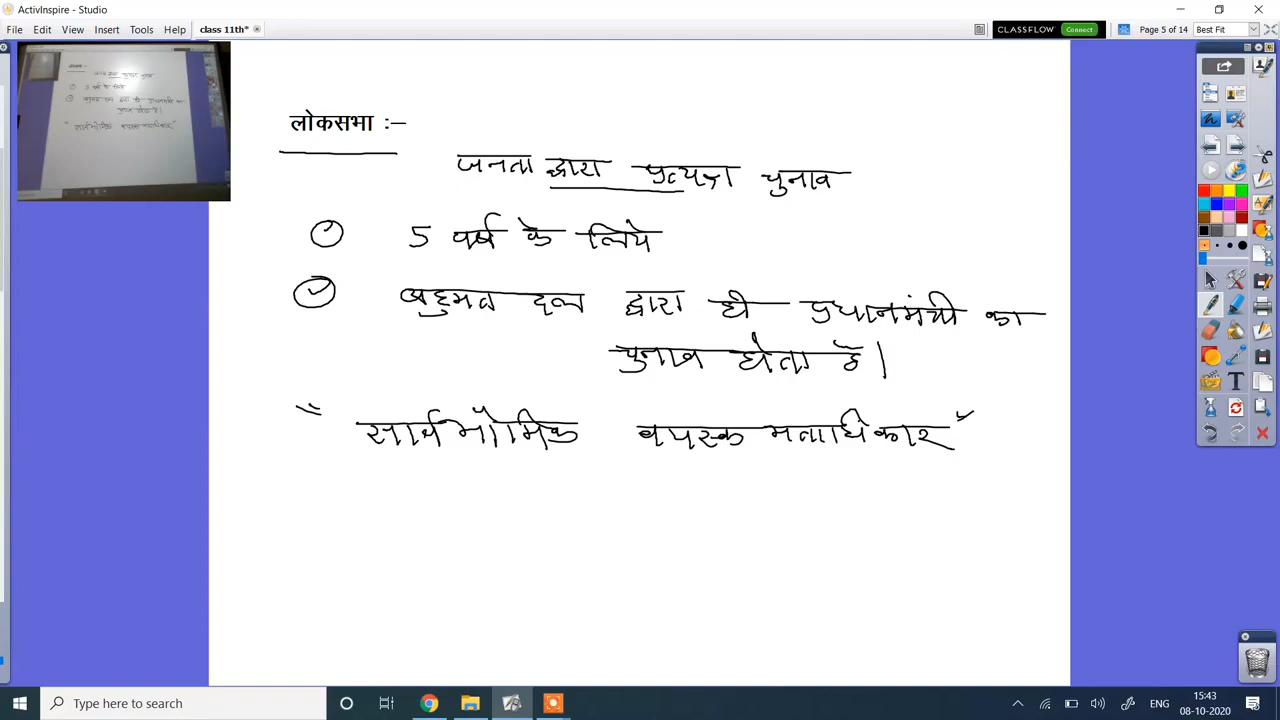 ActivInspire - Studio
File Edit View Insert Tools Help class 11th* CLASSFLOW Connect Page 5 of 14 Best Fit
लोकसभा :-
जनता द्वारा प्रत्यक्ष चुनाव
5 वर्ष के लिये
बहुमत दल द्वारा ही प्रधानमंत्री का
चुनाव होता है।
"सार्वभौमिक वयस्क मताधिकार"
Type here to search
ENG
15:43
08-10-2020